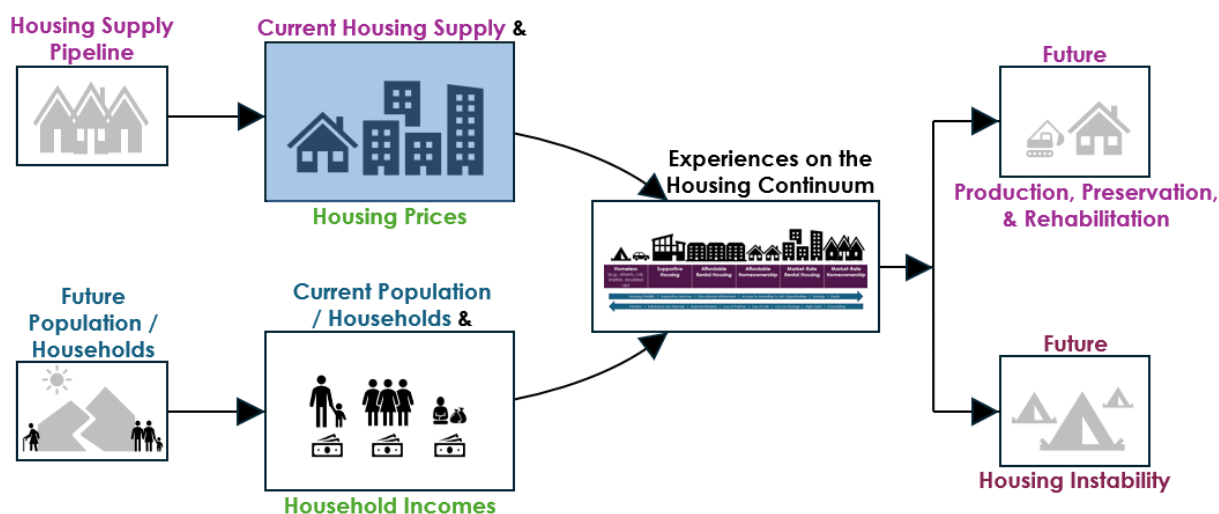 Housing Supply
Pipeline
Current Housing Supply &
Housing Prices
Future
Population /
Households
Current Population
/ Households &
Household Incomes
Experiences on the
Housing Continuum
Homeless
Supportive
Housing
Affordable
Rental Housing
Affordable
Homeownership
Market-Rate
Rental Housing
Market-Rate
Homeownership
Future
Production, Preservation,
& Rehabilitation
Future
Housing Instability